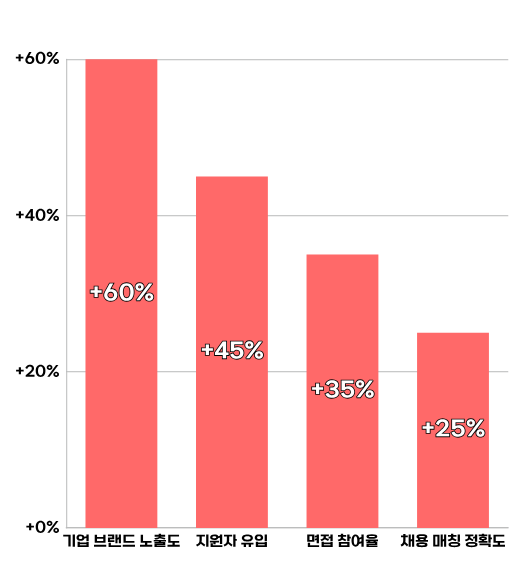 +60%
+40%
+20%
+0%
+60%
+45%
+35%
+25%
기업 브랜드 노출도
지원자 유입
면접 참여율
채용 매칭 정확도